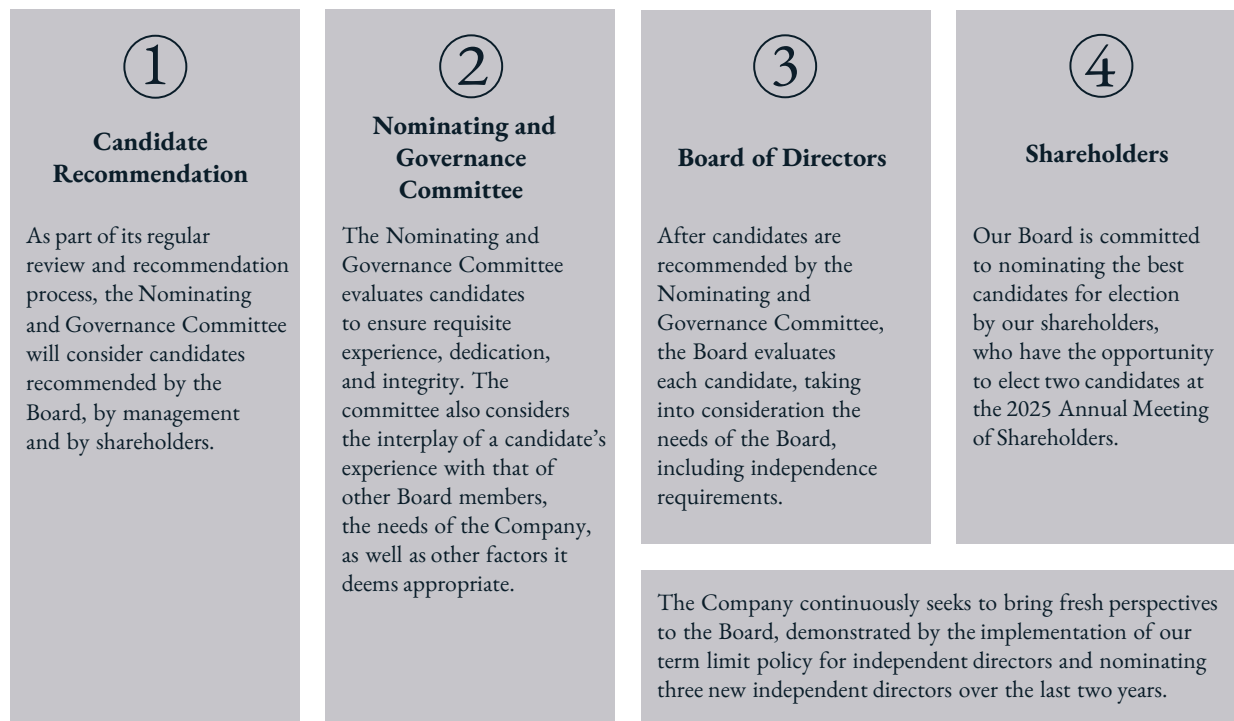 1
Candidate
Recommendation
As part of its regular
review and recommendation
process, the Nominating
and Governance Committee
will consider candidates
recommended by the
Board, by management
and by shareholders.
2
Nominating and
Governance
Committee
The Nominating and
Governance Committee
evaluates candidates
to ensure requisite
experience, dedication,
and integrity. The
committee also considers
the interplay of a candidate’s
experience with that of
other Board members,
the needs of the Company,
as well as other factors it
deems appropriate.
3
Board of Directors
After candidates are
recommended by the
Nominating and
Governance Committee,
the Board evaluates
each candidate, taking
into consideration the
needs of the Board,
including independence
requirements.
4
Shareholders
Our Board is committed
to nominating the best
candidates for election
by our shareholders,
who have the opportunity
to elect two candidates at
the 2025 Annual Meeting
of Shareholders.
The Company continuously seeks to bring fresh perspectives
to the Board, demonstrated by the implementation of our
term limit policy for independent directors and nominating
three new independent directors over the last two years.